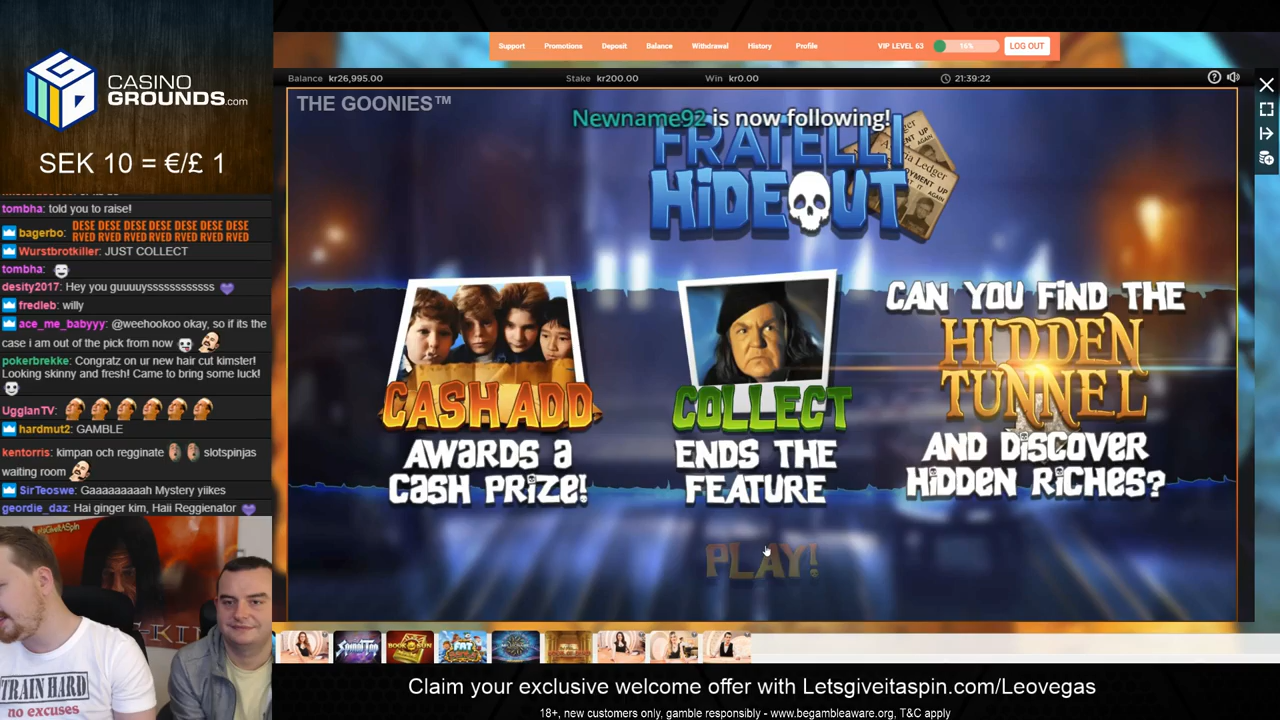 CASINO
GROUNDS.com
SEK 10 = €/£ 1
tombha: told you to raise!
bagerbo: DESE DESE DESE DESE DESE DESE DESE
RVED RVED RVED RVED RVED RVED RVED
Wurstbrotkiller: JUST COLLECT
tombha:
desity2017: Hey you guuuuysssssssssss
fredleb: willy
ace_me_babyyy: @weehookoo okay, so if its the
case i am out of the pick from now
pokerbrekke: Congratz on ur new hair cut kimster!
Looking skinny and fresh! Came to bring some luck!
UgglanTV:
hardmut2: GAMBLE
kentorris: kimpan och regginate slotspinjas
waiting room
SirTeoswe: Gaaaaaaaaah Mystery yiikes
geordie_daz: Hai ginger kim, Haii Reggienator
TRAIN HARD
no excuses
Support Promotions Deposit Balance Withdrawal History Profile VIP LEVEL 63 16% LOG OUT
Balance kr26,995.00 Stake kr200.00 Win kr0.00 21:39:22
THE GOONIES™
Newname92 is now following!
FRATELLI
HIDEOUT
CASH ADD
AWARDS A
CASH PRIZE!
COLLECT
ENDS THE
FEATURE
CAN YOU FIND THE
HIDDEN
TUNNEL
AND DISCOVER
HIDDEN RICHES?
PLAY!
Claim your exclusive welcome offer with Letsgiveitaspin.com/Leovegas
18+, new customers only, gamble responsibly - www.begambleaware.org, T&C apply